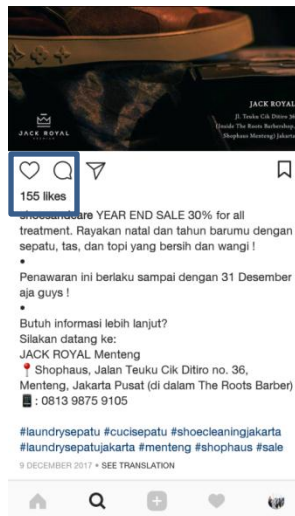 JACK ROYAL
JACK ROYAL
Jl. Teuku Cik Ditiro 36
(Inside The Roots Barbershop,
Shophaus Menteng) Jakarta
155 likes
shoesandcare YEAR END SALE 30% for all
treatment. Rayakan natal dan tahun barumu dengan
sepatu, tas, dan topi yang bersih dan wangi !
•
Penawaran ini berlaku sampai dengan 31 Desember
aja guys !
•
Butuh informasi lebih lanjut?
Silakan datang ke:
JACK ROYAL Menteng
📍 Shophaus, Jalan Teuku Cik Ditiro no. 36,
Menteng, Jakarta Pusat (di dalam The Roots Barber)
📱: 0813 9875 9105
#laundrysepatu #cucisepatu #shoecleaningjakarta
#laundrysepatujakarta #menteng #shophaus #sale
9 DECEMBER 2017 • SEE TRANSLATION